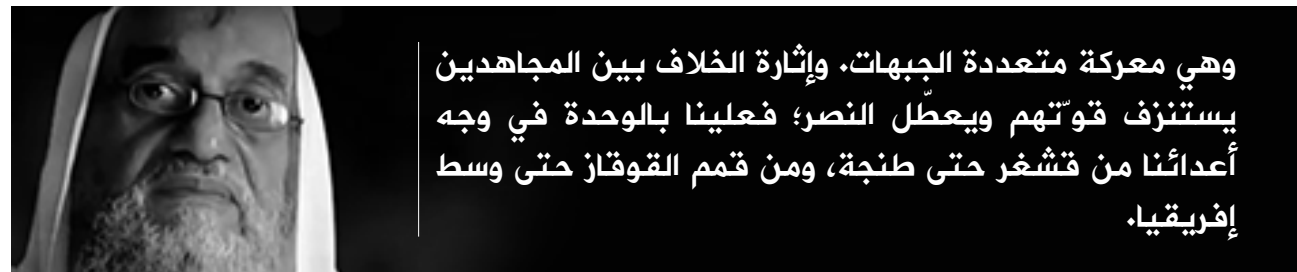 وهي معركة متعددة الجبهات. وإثارة الخلاف بين المجاهدين
يستنزف قوّتهم ويعطّل النصر؛ فعلينا بالوحدة في وجه
أعدائنا من قشغر حتى طنجة، ومن قمم القوقاز حتى وسط
إفريقيا.